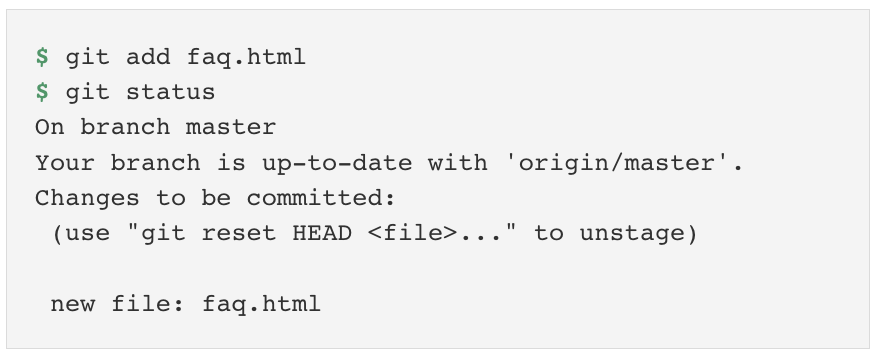 $ git add faq.html
$ git status
On branch master
Your branch is up-to-date with 'origin/master'.
Changes to be committed:
(use "git reset HEAD <file>..." to unstage)
new file: faq.html